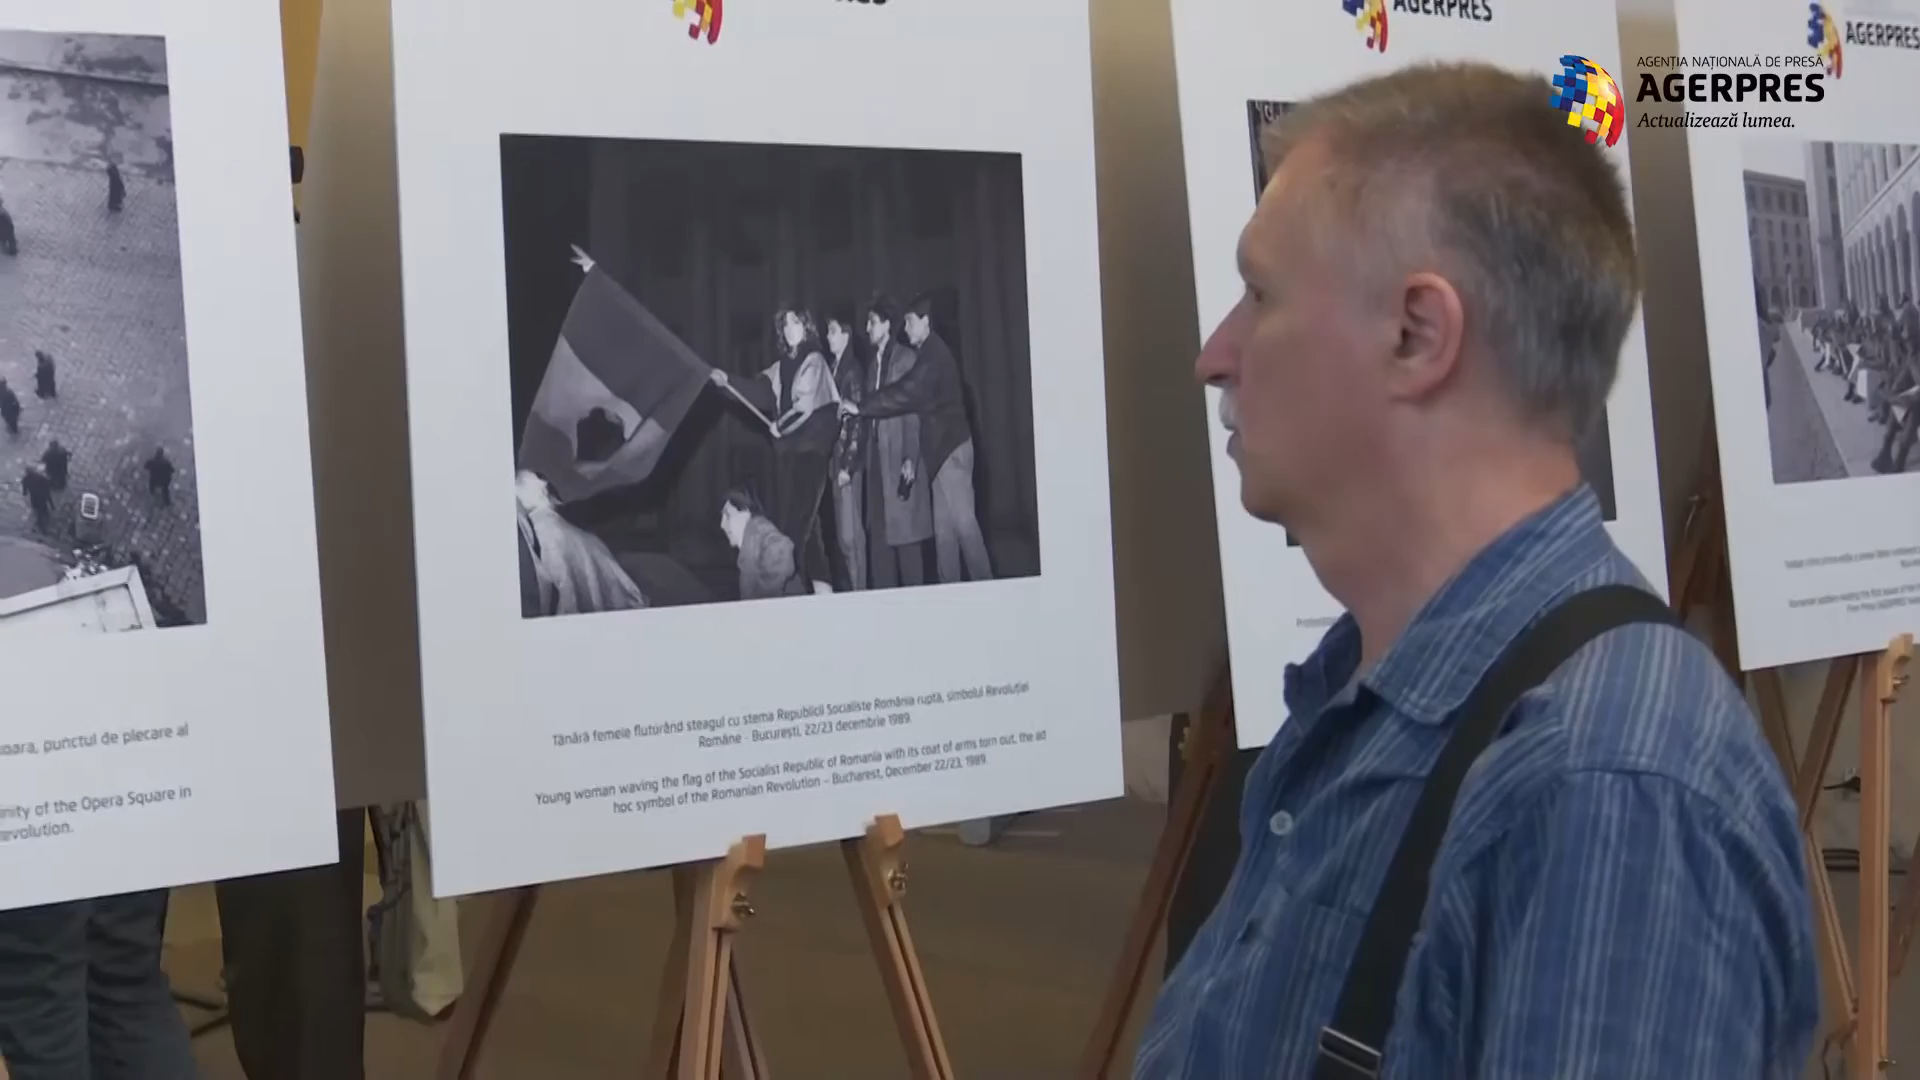 AGERPRES
AGERPRES
AGENȚIA NAȚIONALĂ DE PRESĂ
AGERPRES
Actualizează lumea.
Tânără femeie fluturând steagul cu stema Republicii Socialiste România ruptă, simbolul Revoluției
Române - București, 22/23 decembrie 1989.
Young woman waving the flag of the Socialist Republic of Romania with its coat of arms torn out, the ad
hoc symbol of the Romanian Revolution – Bucharest, December 22/23, 1989.
oara, punctul de plecare al
inity of the Opera Square in
evolution.